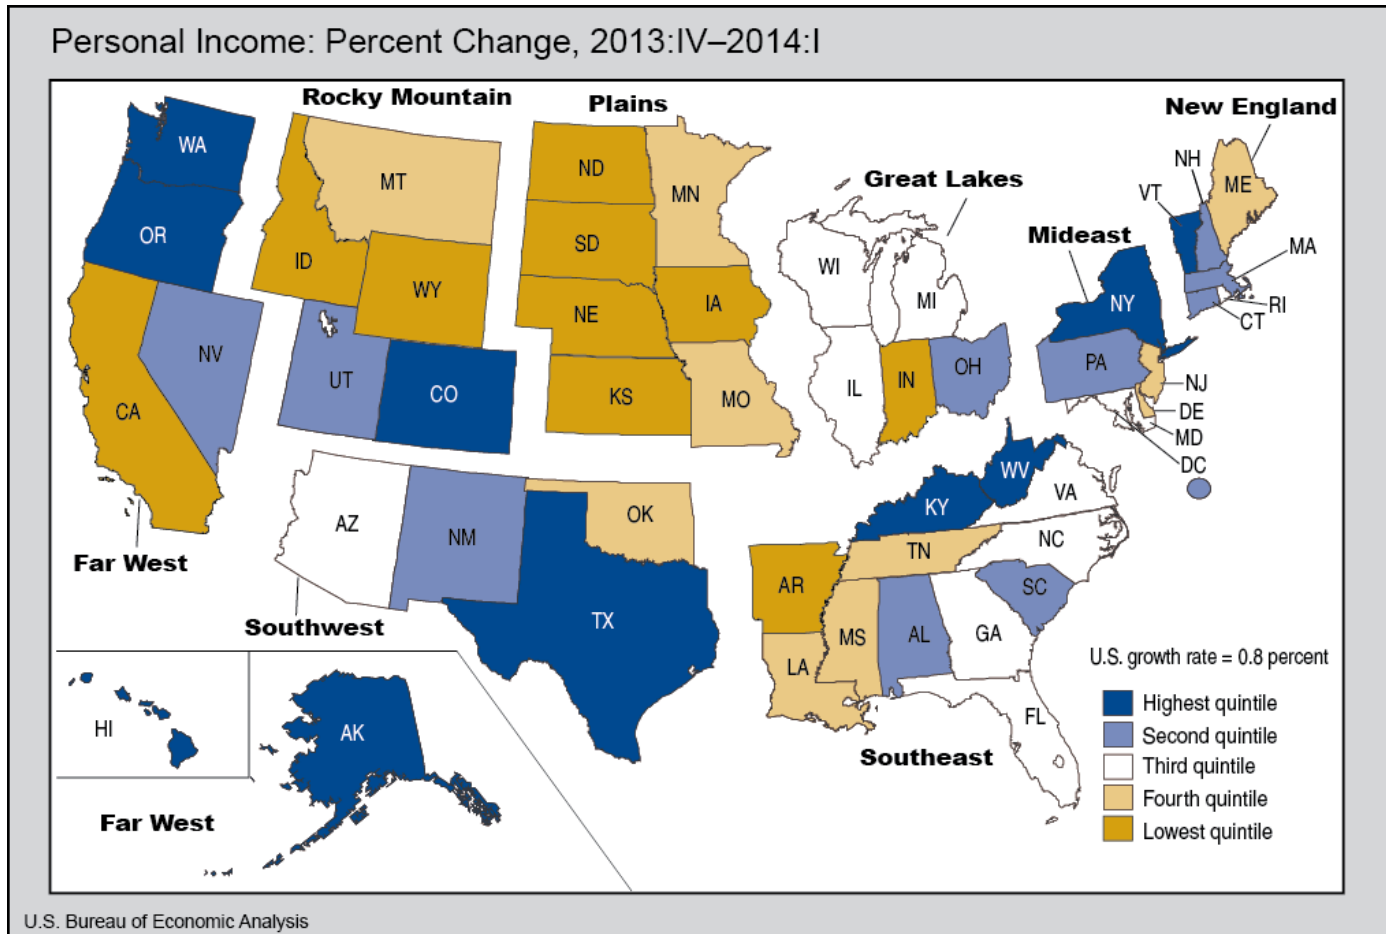 Personal Income: Percent Change, 2013:IV–2014:I
Rocky Mountain
Plains
New England
Great Lakes
Mideast
WA
OR
MT
ID
WY
NV
UT
CO
CA
ND
SD
NE
KS
MN
IA
MO
WI
MI
IL
IN
OH
NH
VT
ME
MA
RI
CT
NY
PA
NJ
DE
MD
DC
WV
KY
VA
TN
NC
SC
AR
MS
AL
GA
LA
FL
AZ
NM
OK
TX
Far West
Southwest
Southeast
HI
AK
Far West
U.S. growth rate = 0.8 percent
Highest quintile
Second quintile
Third quintile
Fourth quintile
Lowest quintile
U.S. Bureau of Economic Analysis